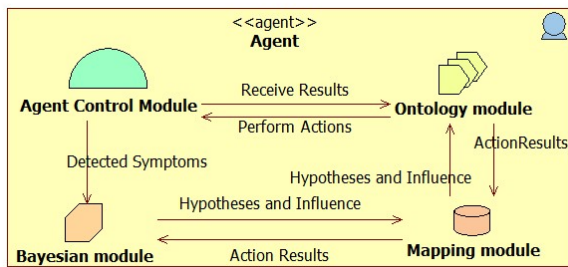 <<agent>>
Agent
Agent Control Module
Receive Results
Perform Actions
Ontology module
Detected Symptoms
ActionResults
Hypotheses and Influence
Hypotheses and Influence
Bayesian module
Action Results
Mapping module